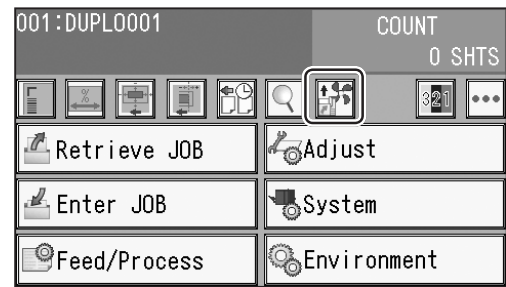 001:DUPLO001
COUNT
0 SHTS
%
321
Retrieve JOB
Adjust
Enter JOB
System
Feed/Process
Environment